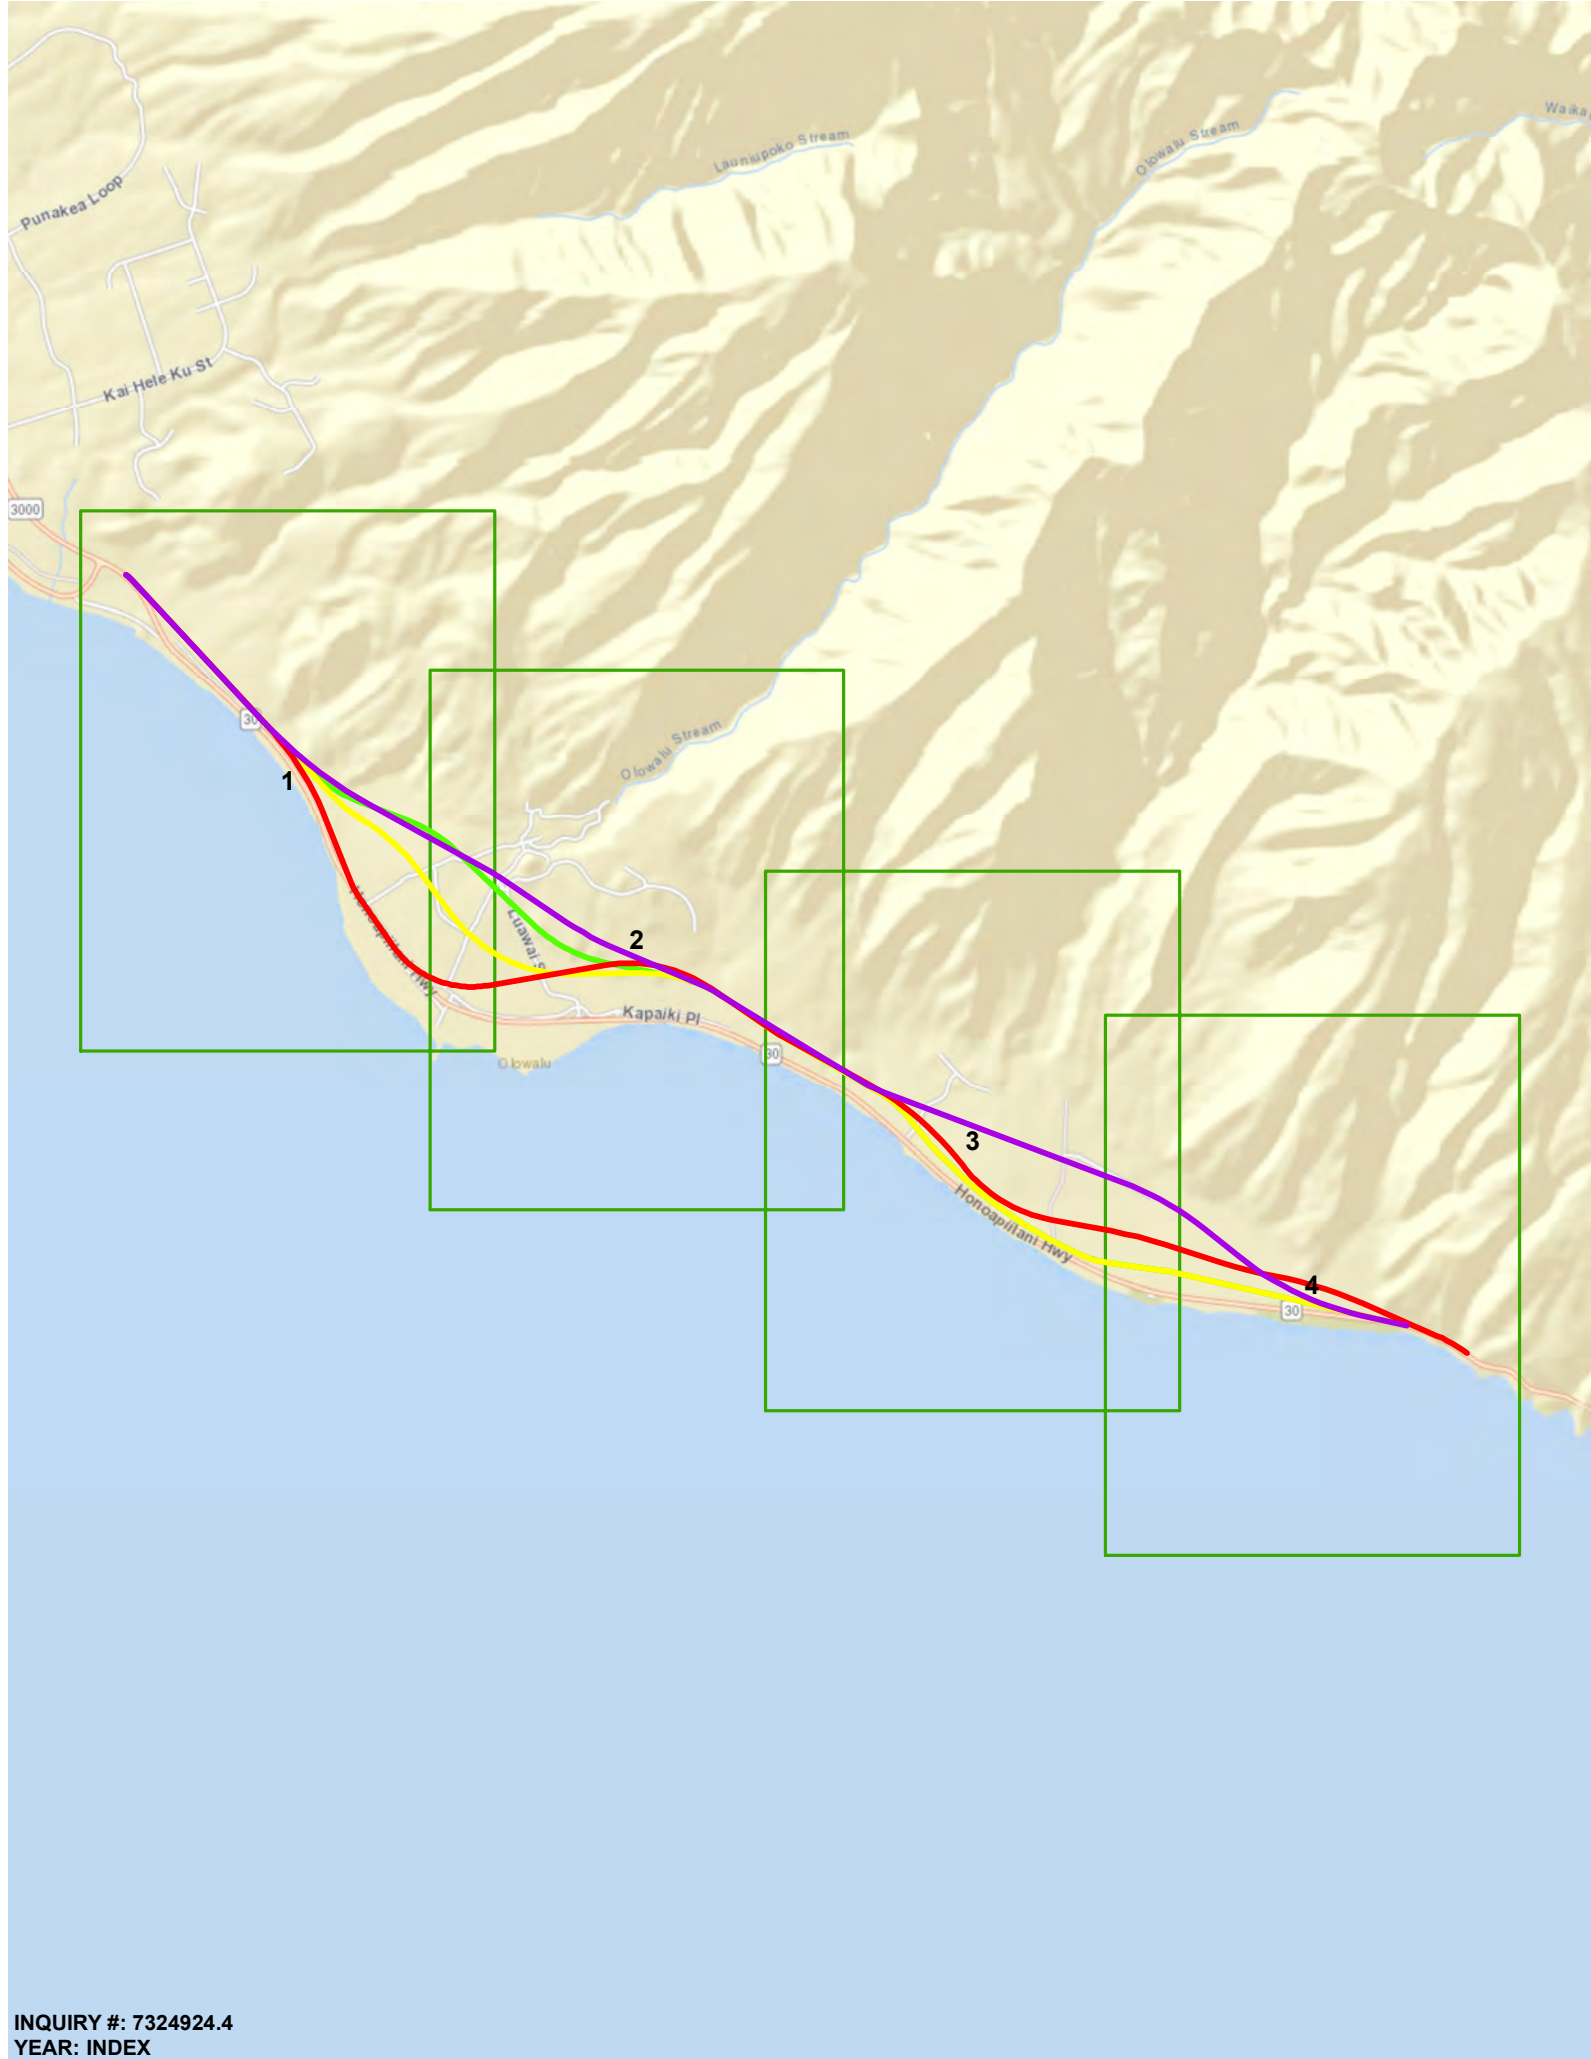 Waika
Launiupoko Stream
Olowalu Stream
Punakea Loop
Kai Hele Ku St
3000
30
1
Olowalu Stream
Honoapiilani Hwy
Luawai S
2
Kapaiki Pl
30
Olowalu
3
Honoapiilani Hwy
4
30
INQUIRY #: 7324924.4
YEAR: INDEX